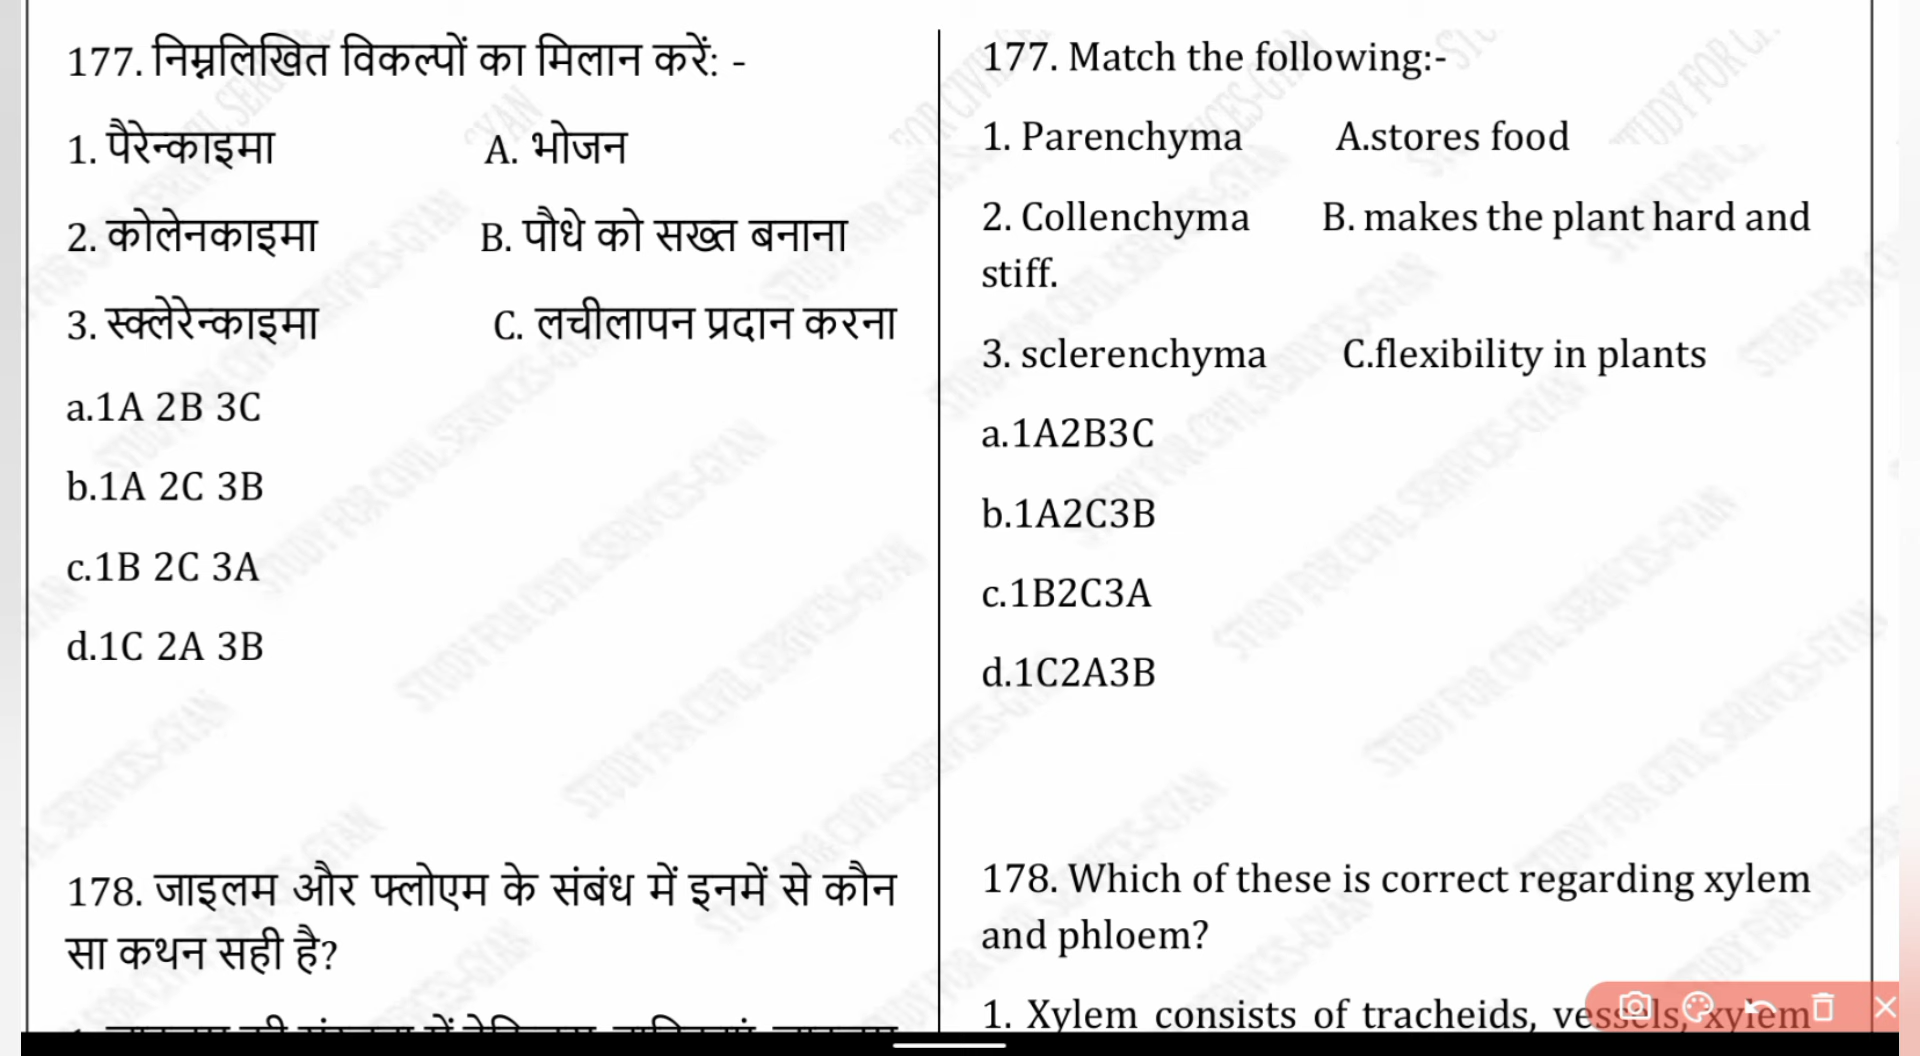 177. निम्नलिखित विकल्पों का मिलान करें: -
1. पैरेन्काइमा A. भोजन
2. कोलेनकाइमा B. पौधे को सख्त बनाना
3. स्क्लेरेन्काइमा C. लचीलापन प्रदान करना
a.1A 2B 3C
b.1A 2C 3B
c.1B 2C 3A
d.1C 2A 3B
178. जाइलम और फ्लोएम के संबंध में इनमें से कौन
सा कथन सही है?
177. Match the following:-
1. Parenchyma A.stores food
2. Collenchyma B. makes the plant hard and
stiff.
3. sclerenchyma C.flexibility in plants
a.1A2B3C
b.1A2C3B
c.1B2C3A
d.1C2A3B
178. Which of these is correct regarding xylem
and phloem?
1. Xylem consists of tracheids, vessels, xylem